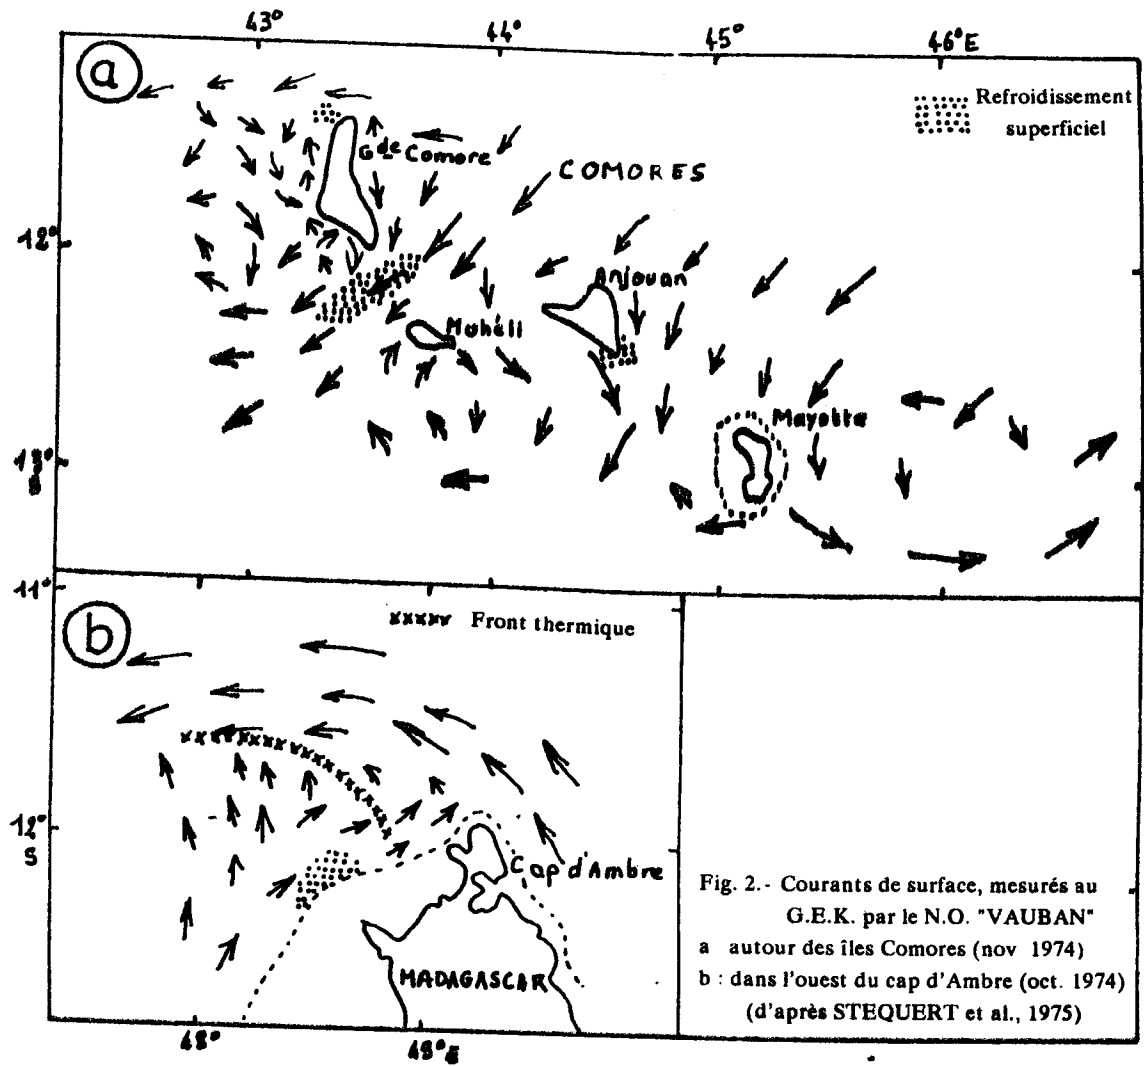 43° 44° 45° 46°E
a
Refroidissement
superficiel
Gde Comore
COMORES
12°
Anjouan
Mohéli
Mayotte
13°
S
11°
b
xxxxx Front thermique
12°
S
Cap d'Ambre
MADAGASCAR
48° 49°E
Fig. 2.- Courants de surface, mesurés au
G.E.K. par le N.O. "VAUBAN"
a autour des îles Comores (nov 1974)
b : dans l'ouest du cap d'Ambre (oct. 1974)
(d'après STEQUERT et al., 1975)